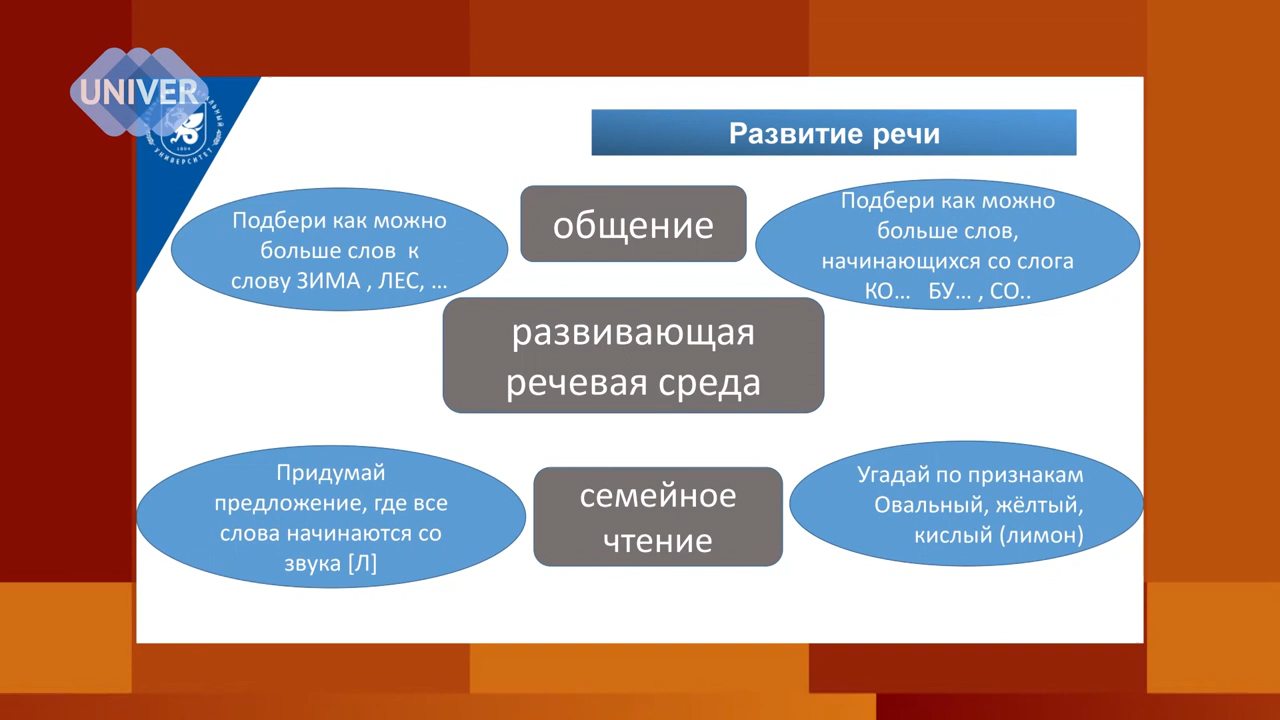 UNIVER
УНИВЕРСИТЕТ
1804
Развитие речи
Подбери как можно
больше слов к
слову ЗИМА , ЛЕС, ...
общение
Подбери как можно
больше слов,
начинающихся со слога
КО... БУ... , СО..
развивающая
речевая среда
Придумай
предложение, где все
слова начинаются со
звука [Л]
семейное
чтение
Угадай по признакам
Овальный, жёлтый,
кислый (лимон)